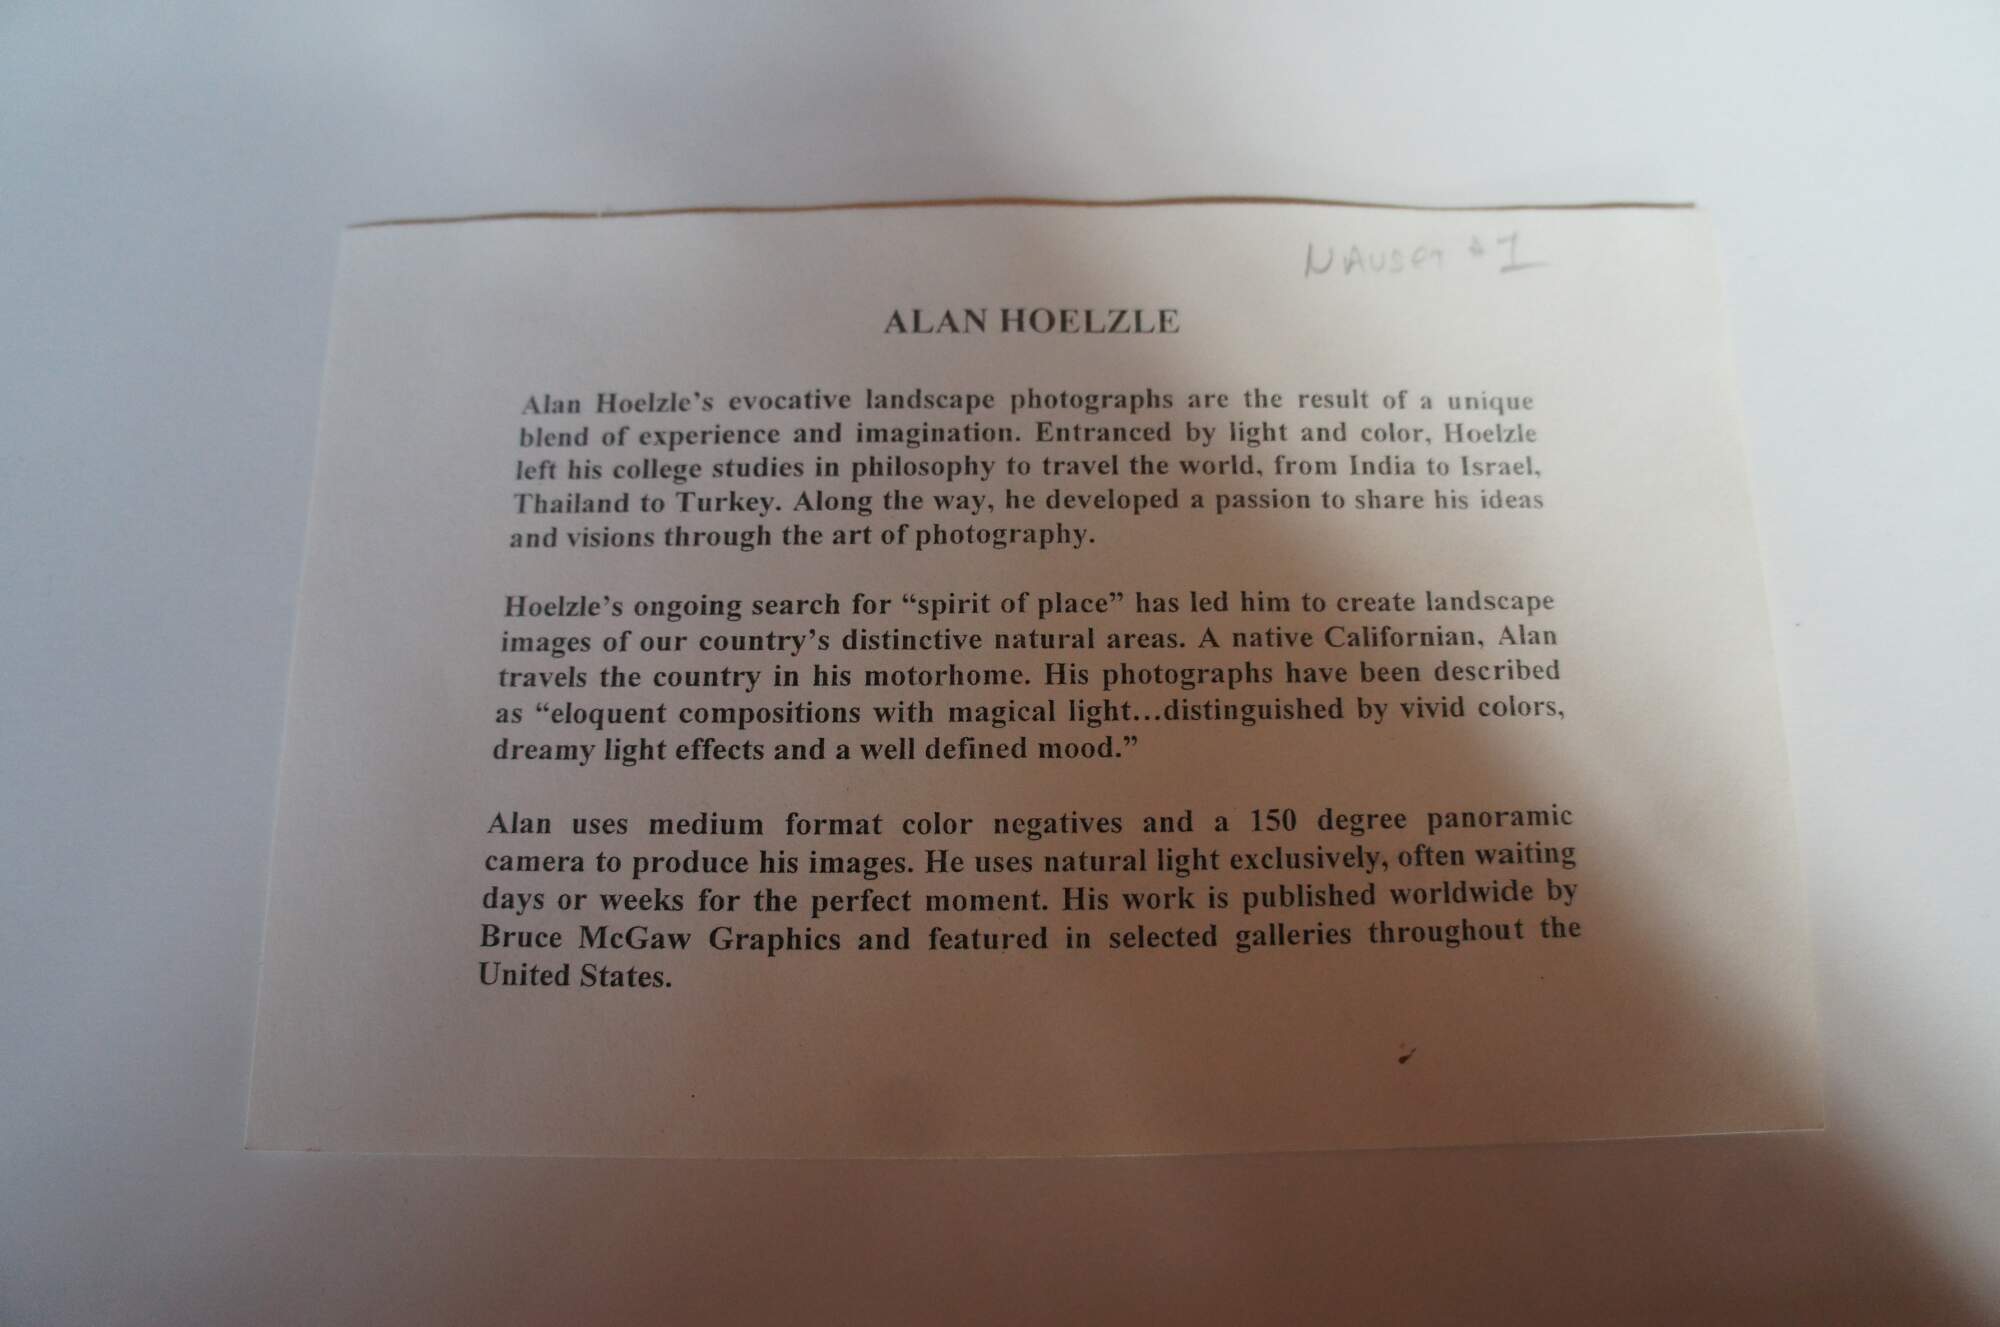 NAUSET #1
ALAN HOELZLE
Alan Hoelzle's evocative landscape photographs are the result of a unique
blend of experience and imagination. Entranced by light and color, Hoelzle
left his college studies in philosophy to travel the world, from India to Israel,
Thailand to Turkey. Along the way, he developed a passion to share his ideas
and visions through the art of photography.
Hoelzle's ongoing search for “spirit of place” has led him to create landscape
images of our country's distinctive natural areas. A native Californian, Alan
travels the country in his motorhome. His photographs have been described
as “eloquent compositions with magical light...distinguished by vivid colors,
dreamy light effects and a well defined mood.”
Alan uses medium format color negatives and a 150 degree panoramic
camera to produce his images. He uses natural light exclusively, often waiting
days or weeks for the perfect moment. His work is published worldwide by
Bruce McGaw Graphics and featured in selected galleries throughout the
United States.